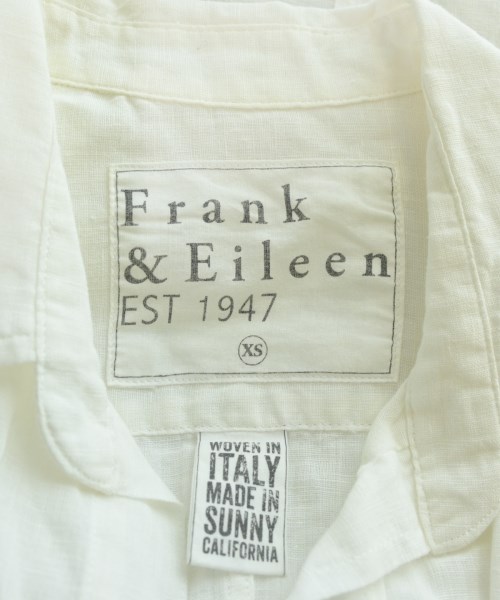 Frank
& Eileen
EST 1947
XS
WOVEN IN
ITALY
MADE IN
SUNNY
CALIFORNIA